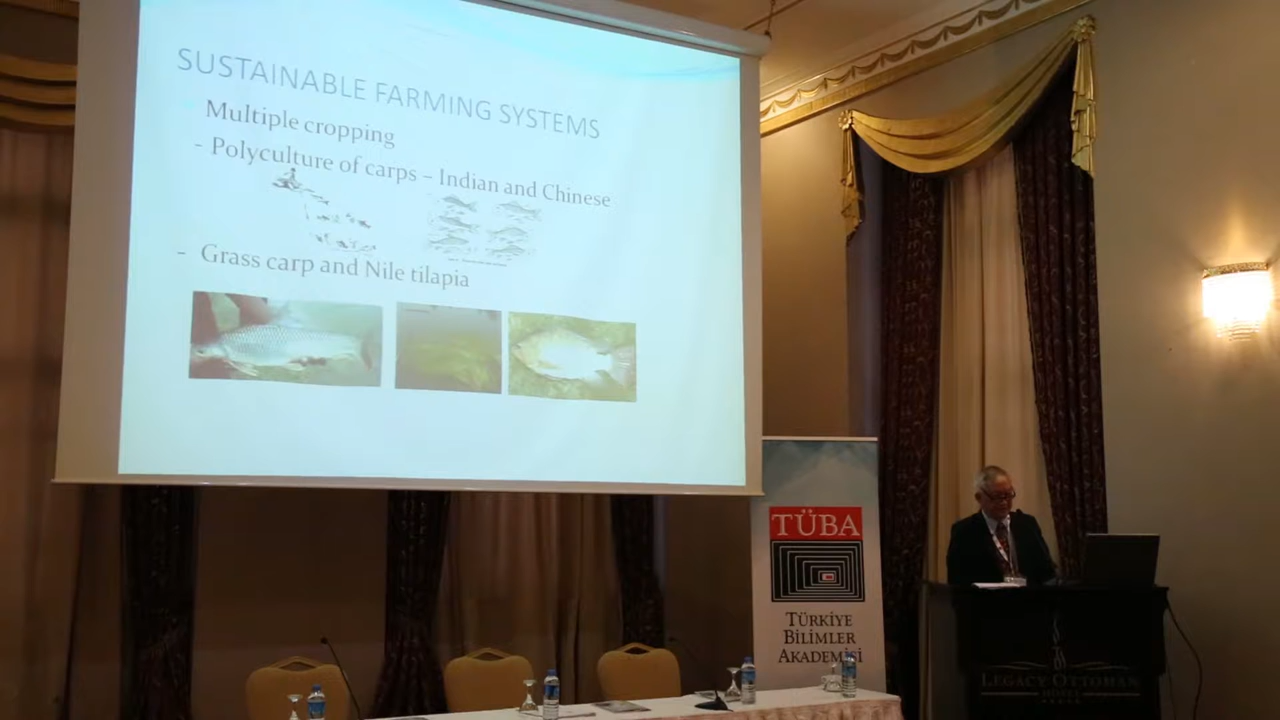 SUSTAINABLE FARMING SYSTEMS
Multiple cropping
- Polyculture of carps – Indian and Chinese
- Grass carp and Nile tilapia
TÜBA
TÜRKİYE
BİLİMLER
AKADEMİSİ
LEGACY OTTOMAN
HOTEL